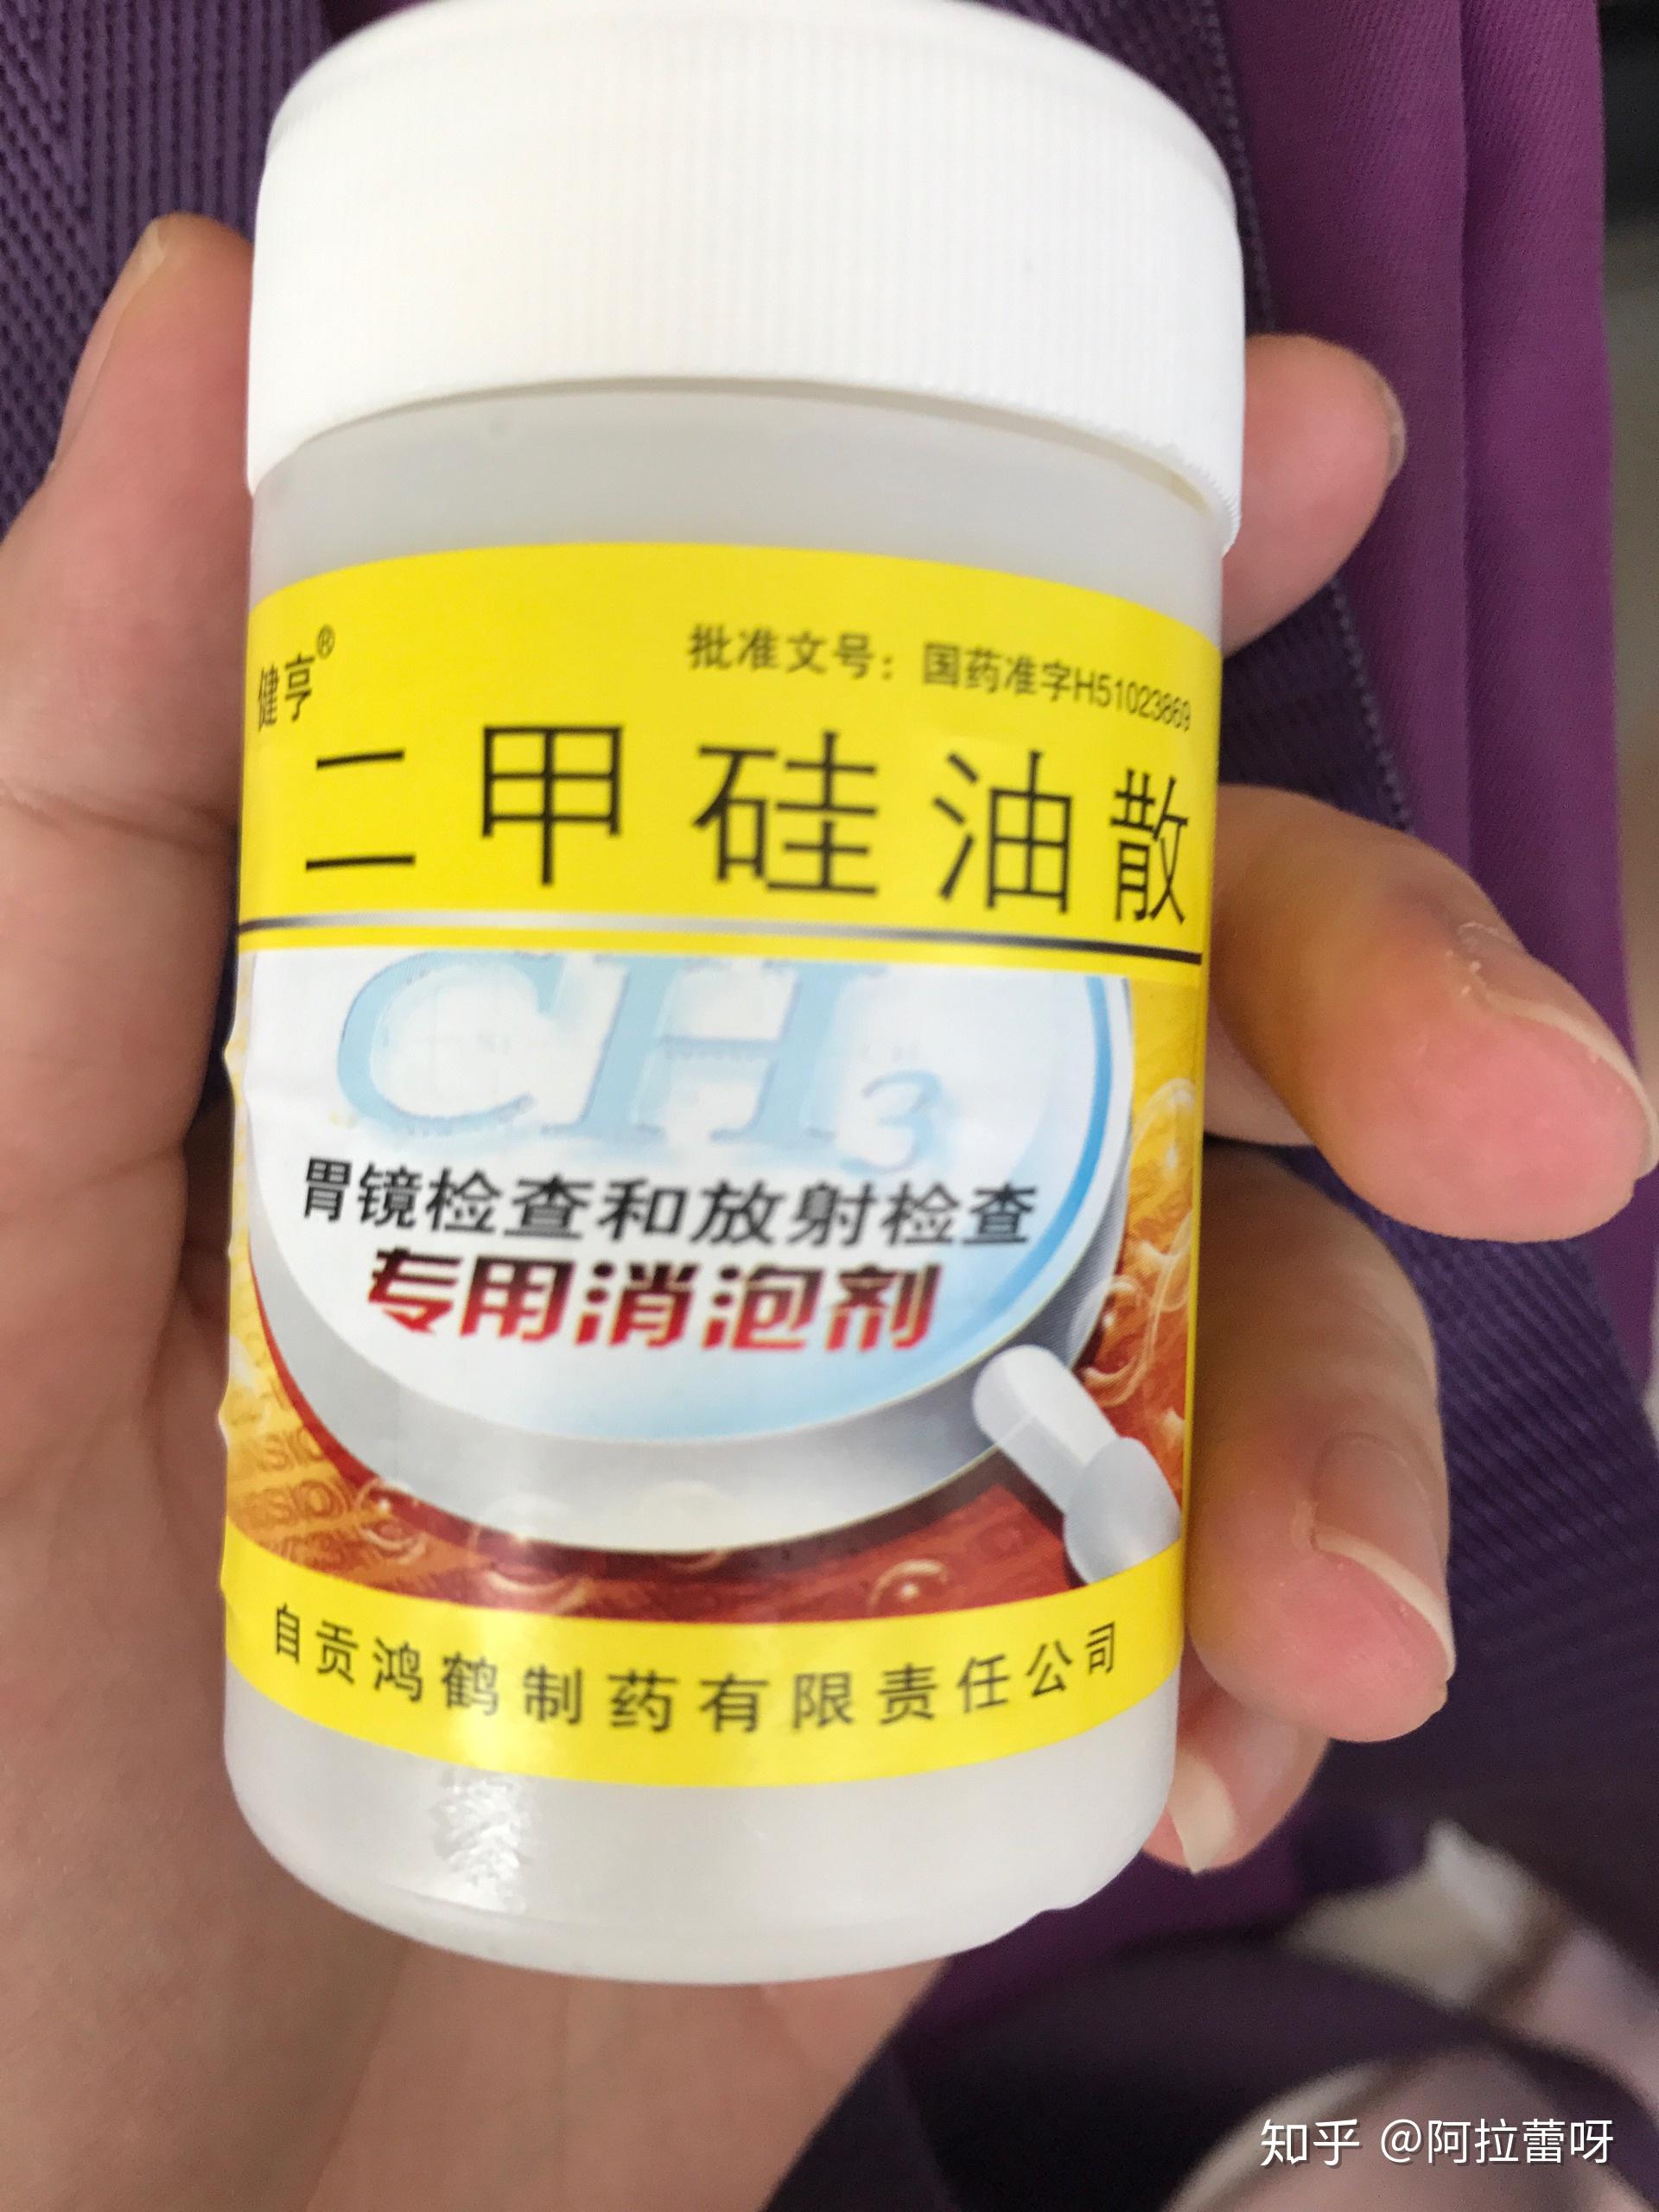 健亨®
批准文号：国药准字H51023869
二甲硅油散
CH3
胃镜检查和放射检查
专用消泡剂
自贡鸿鹤制药有限责任公司
知乎 @阿拉蕾呀